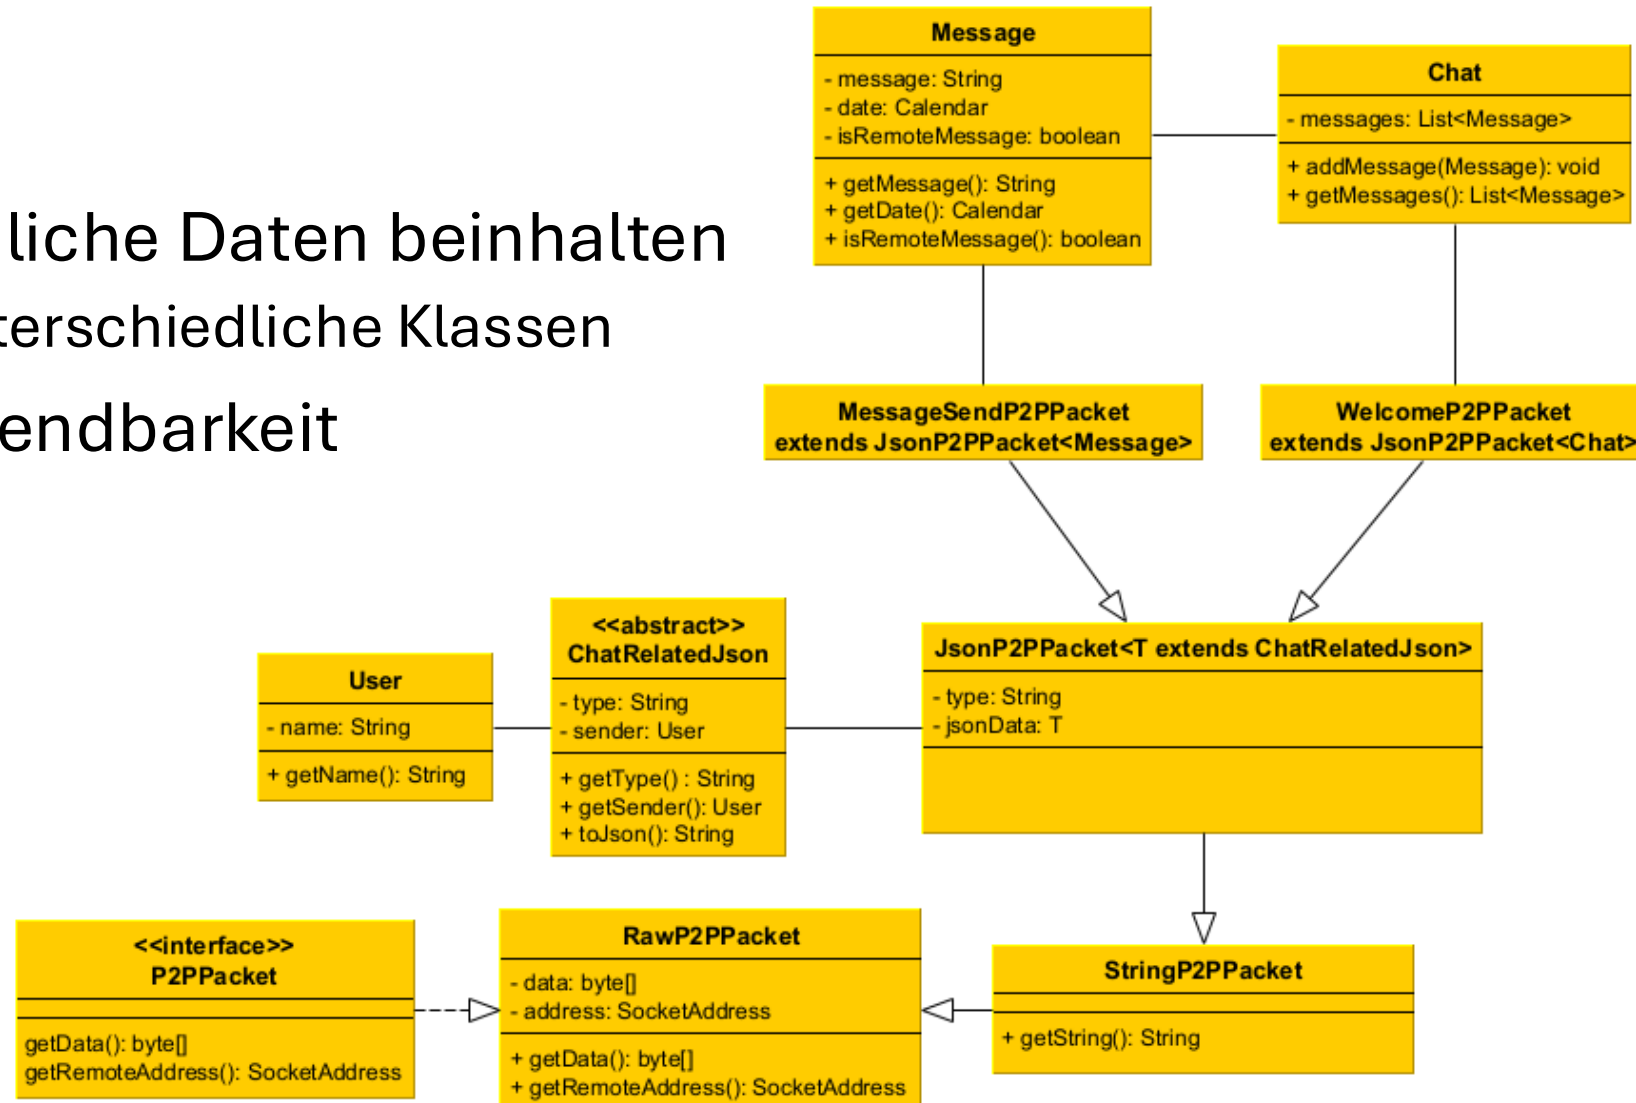 liche Daten beinhalten
terschiedliche Klassen
endbarkeit
Message
- message: String
- date: Calendar
- isRemoteMessage: boolean
+ getMessage(): String
+ getDate(): Calendar
+ isRemoteMessage(): boolean
Chat
- messages: List<Message>
+ addMessage(Message): void
+ getMessages(): List<Message>
MessageSendP2PPacket
extends JsonP2PPacket<Message>
WelcomeP2PPacket
extends JsonP2PPacket<Chat>
User
- name: String
+ getName(): String
<<abstract>>
ChatRelatedJson
- type: String
- sender: User
+ getType() : String
+ getSender(): User
+ toJson(): String
JsonP2PPacket<T extends ChatRelatedJson>
- type: String
- jsonData: T
<<interface>>
P2PPacket
getData(): byte[]
getRemoteAddress(): SocketAddress
RawP2PPacket
- data: byte[]
- address: SocketAddress
+ getData(): byte[]
+ getRemoteAddress(): SocketAddress
StringP2PPacket
+ getString(): String